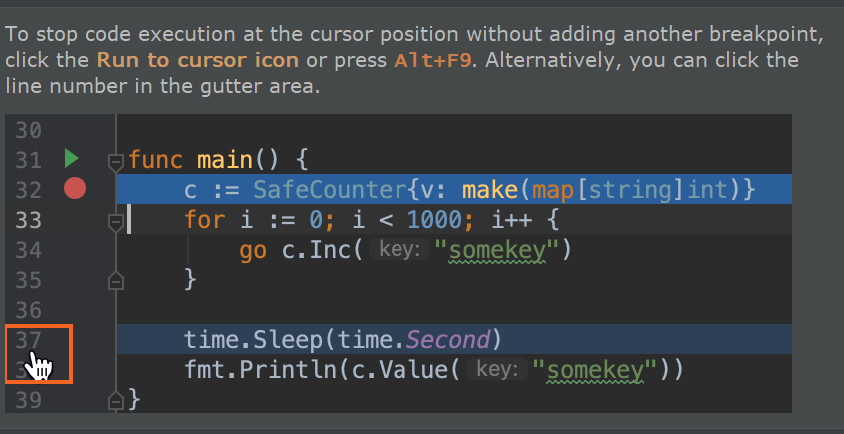 To stop code execution at the cursor position without adding another breakpoint,
click the Run to cursor icon or press Alt+F9. Alternatively, you can click the
line number in the gutter area.
30
31 func main() {
32 c := SafeCounter{v: make(map[string]int)}
33 for i := 0; i < 1000; i++ {
34 go c.Inc( key: "somekey")
35 }
36
37 time.Sleep(time.Second)
fmt.Println(c.Value( key: "somekey"))
39 }